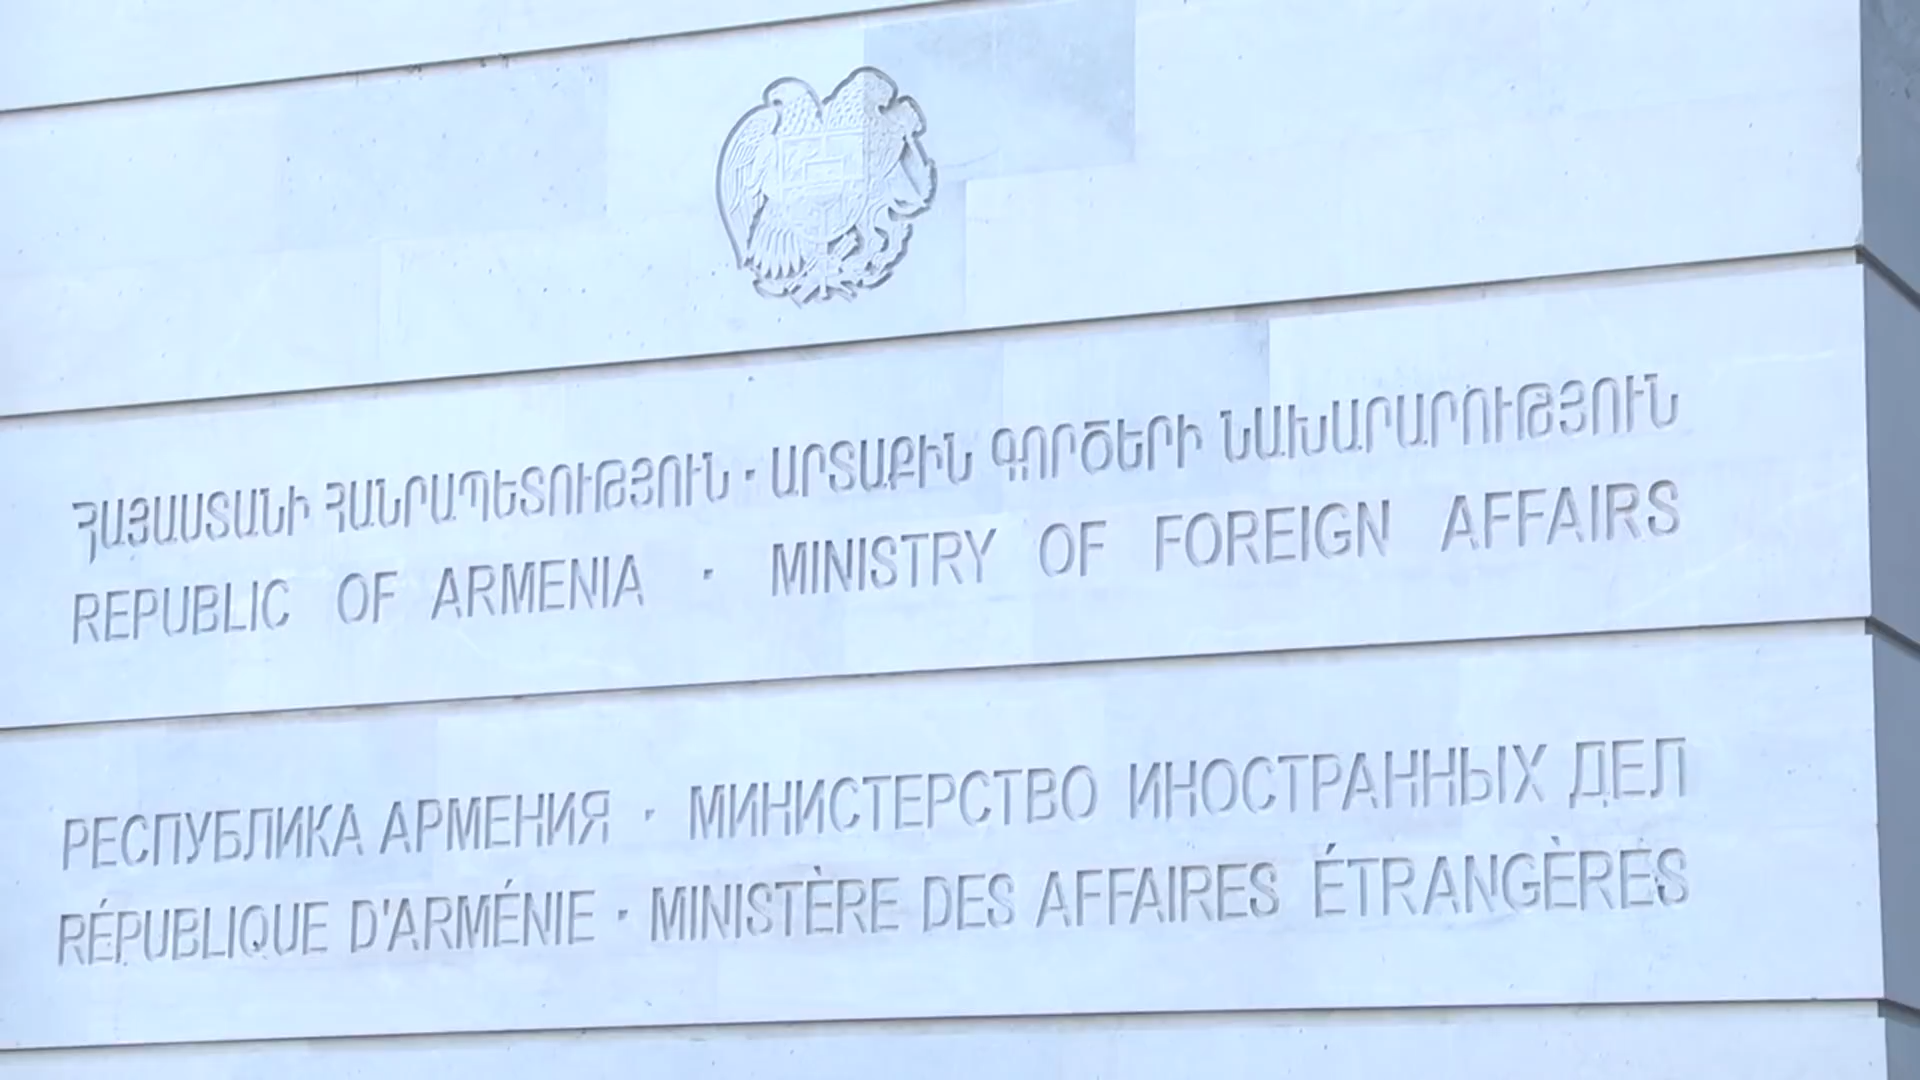 ՀԱՅԱՍՏԱՆԻ ՀԱՆՐԱՊԵՏՈՒԹՅՈՒՆ · ԱՐՏԱՔԻՆ ԳՈՐԾԵՐԻ ՆԱԽԱՐԱՐՈՒԹՅՈՒՆ
REPUBLIC OF ARMENIA · MINISTRY OF FOREIGN AFFAIRS
РЕСПУБЛИКА АРМЕНИЯ · МИНИСТЕРСТВО ИНОСТРАННЫХ ДЕЛ
RÉPUBLIQUE D'ARMÉNIE · MINISTÈRE DES AFFAIRES ÉTRANGÈRES